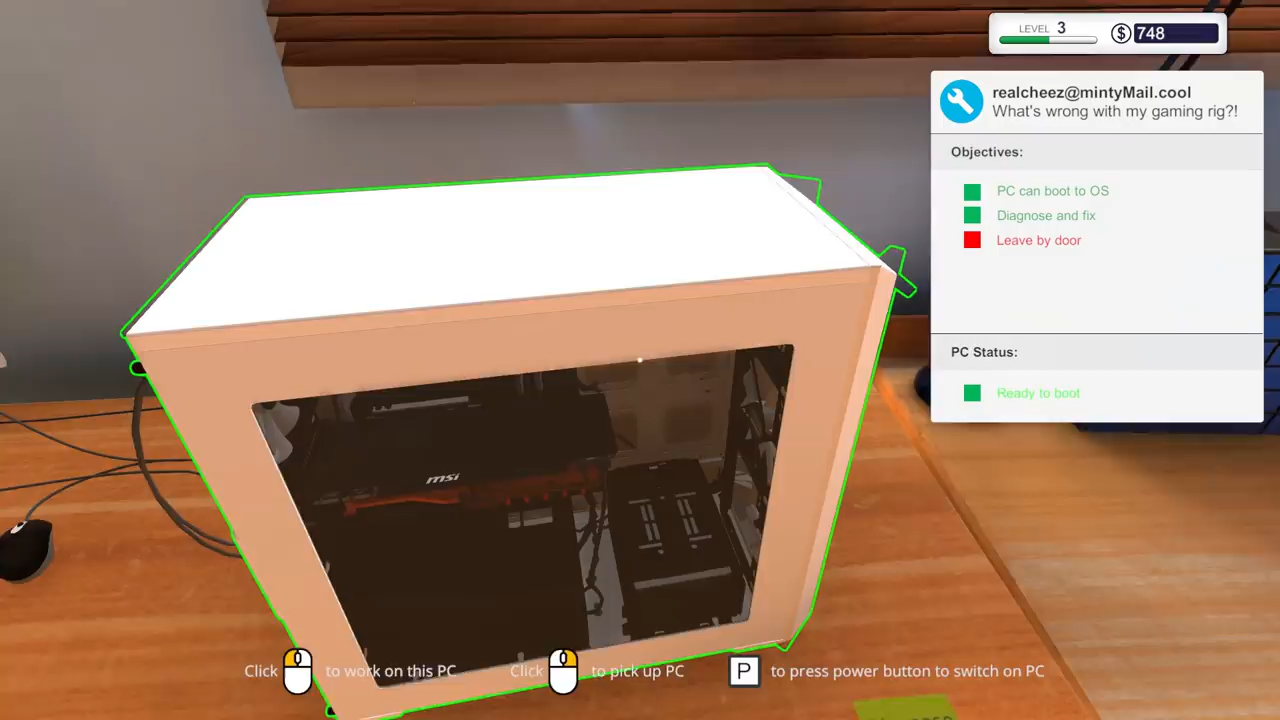 LEVEL 3
$ 748
realcheez@mintyMail.cool
What's wrong with my gaming rig?!
Objectives:
PC can boot to OS
Diagnose and fix
Leave by door
PC Status:
Ready to boot
msi
Click to work on this PC
Click to pick up PC
P to press power button to switch on PC